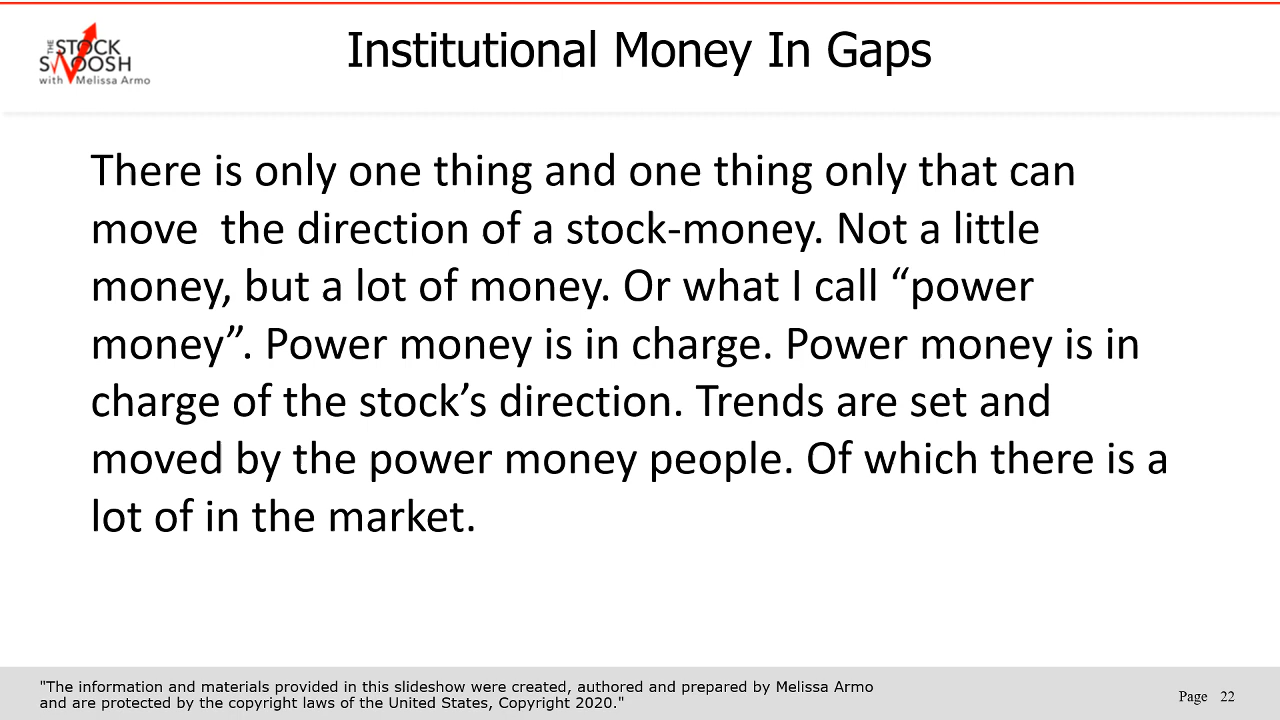 THE
STOCK
SWOOSH
with Melissa Armo
Institutional Money In Gaps
There is only one thing and one thing only that can
move  the direction of a stock-money. Not a little
money, but a lot of money. Or what I call “power
money”. Power money is in charge. Power money is in
charge of the stock’s direction. Trends are set and
moved by the power money people. Of which there is a
lot of in the market.
"The information and materials provided in this slideshow were created, authored and prepared by Melissa Armo
and are protected by the copyright laws of the United States, Copyright 2020."
Page 22